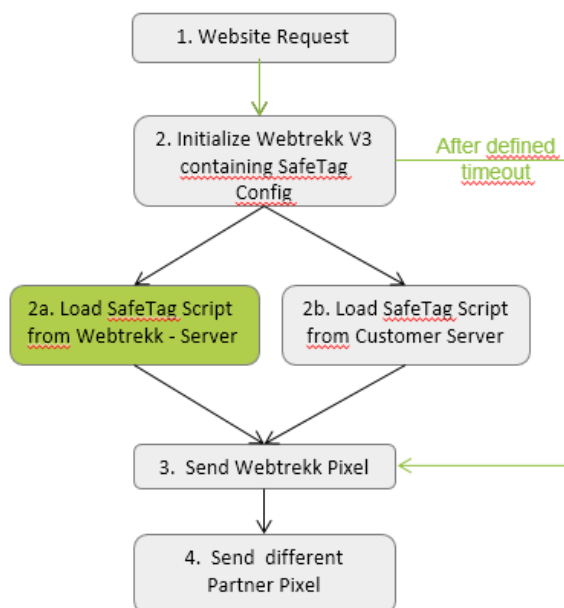 1. Website Request
2. Initialize Webtrekk V3
containing SafeTag
Config
After defined
timeout
2a. Load SafeTag Script
from Webtrekk - Server
2b. Load SafeTag Script
from Customer Server
3. Send Webtrekk Pixel
4. Send different
Partner Pixel